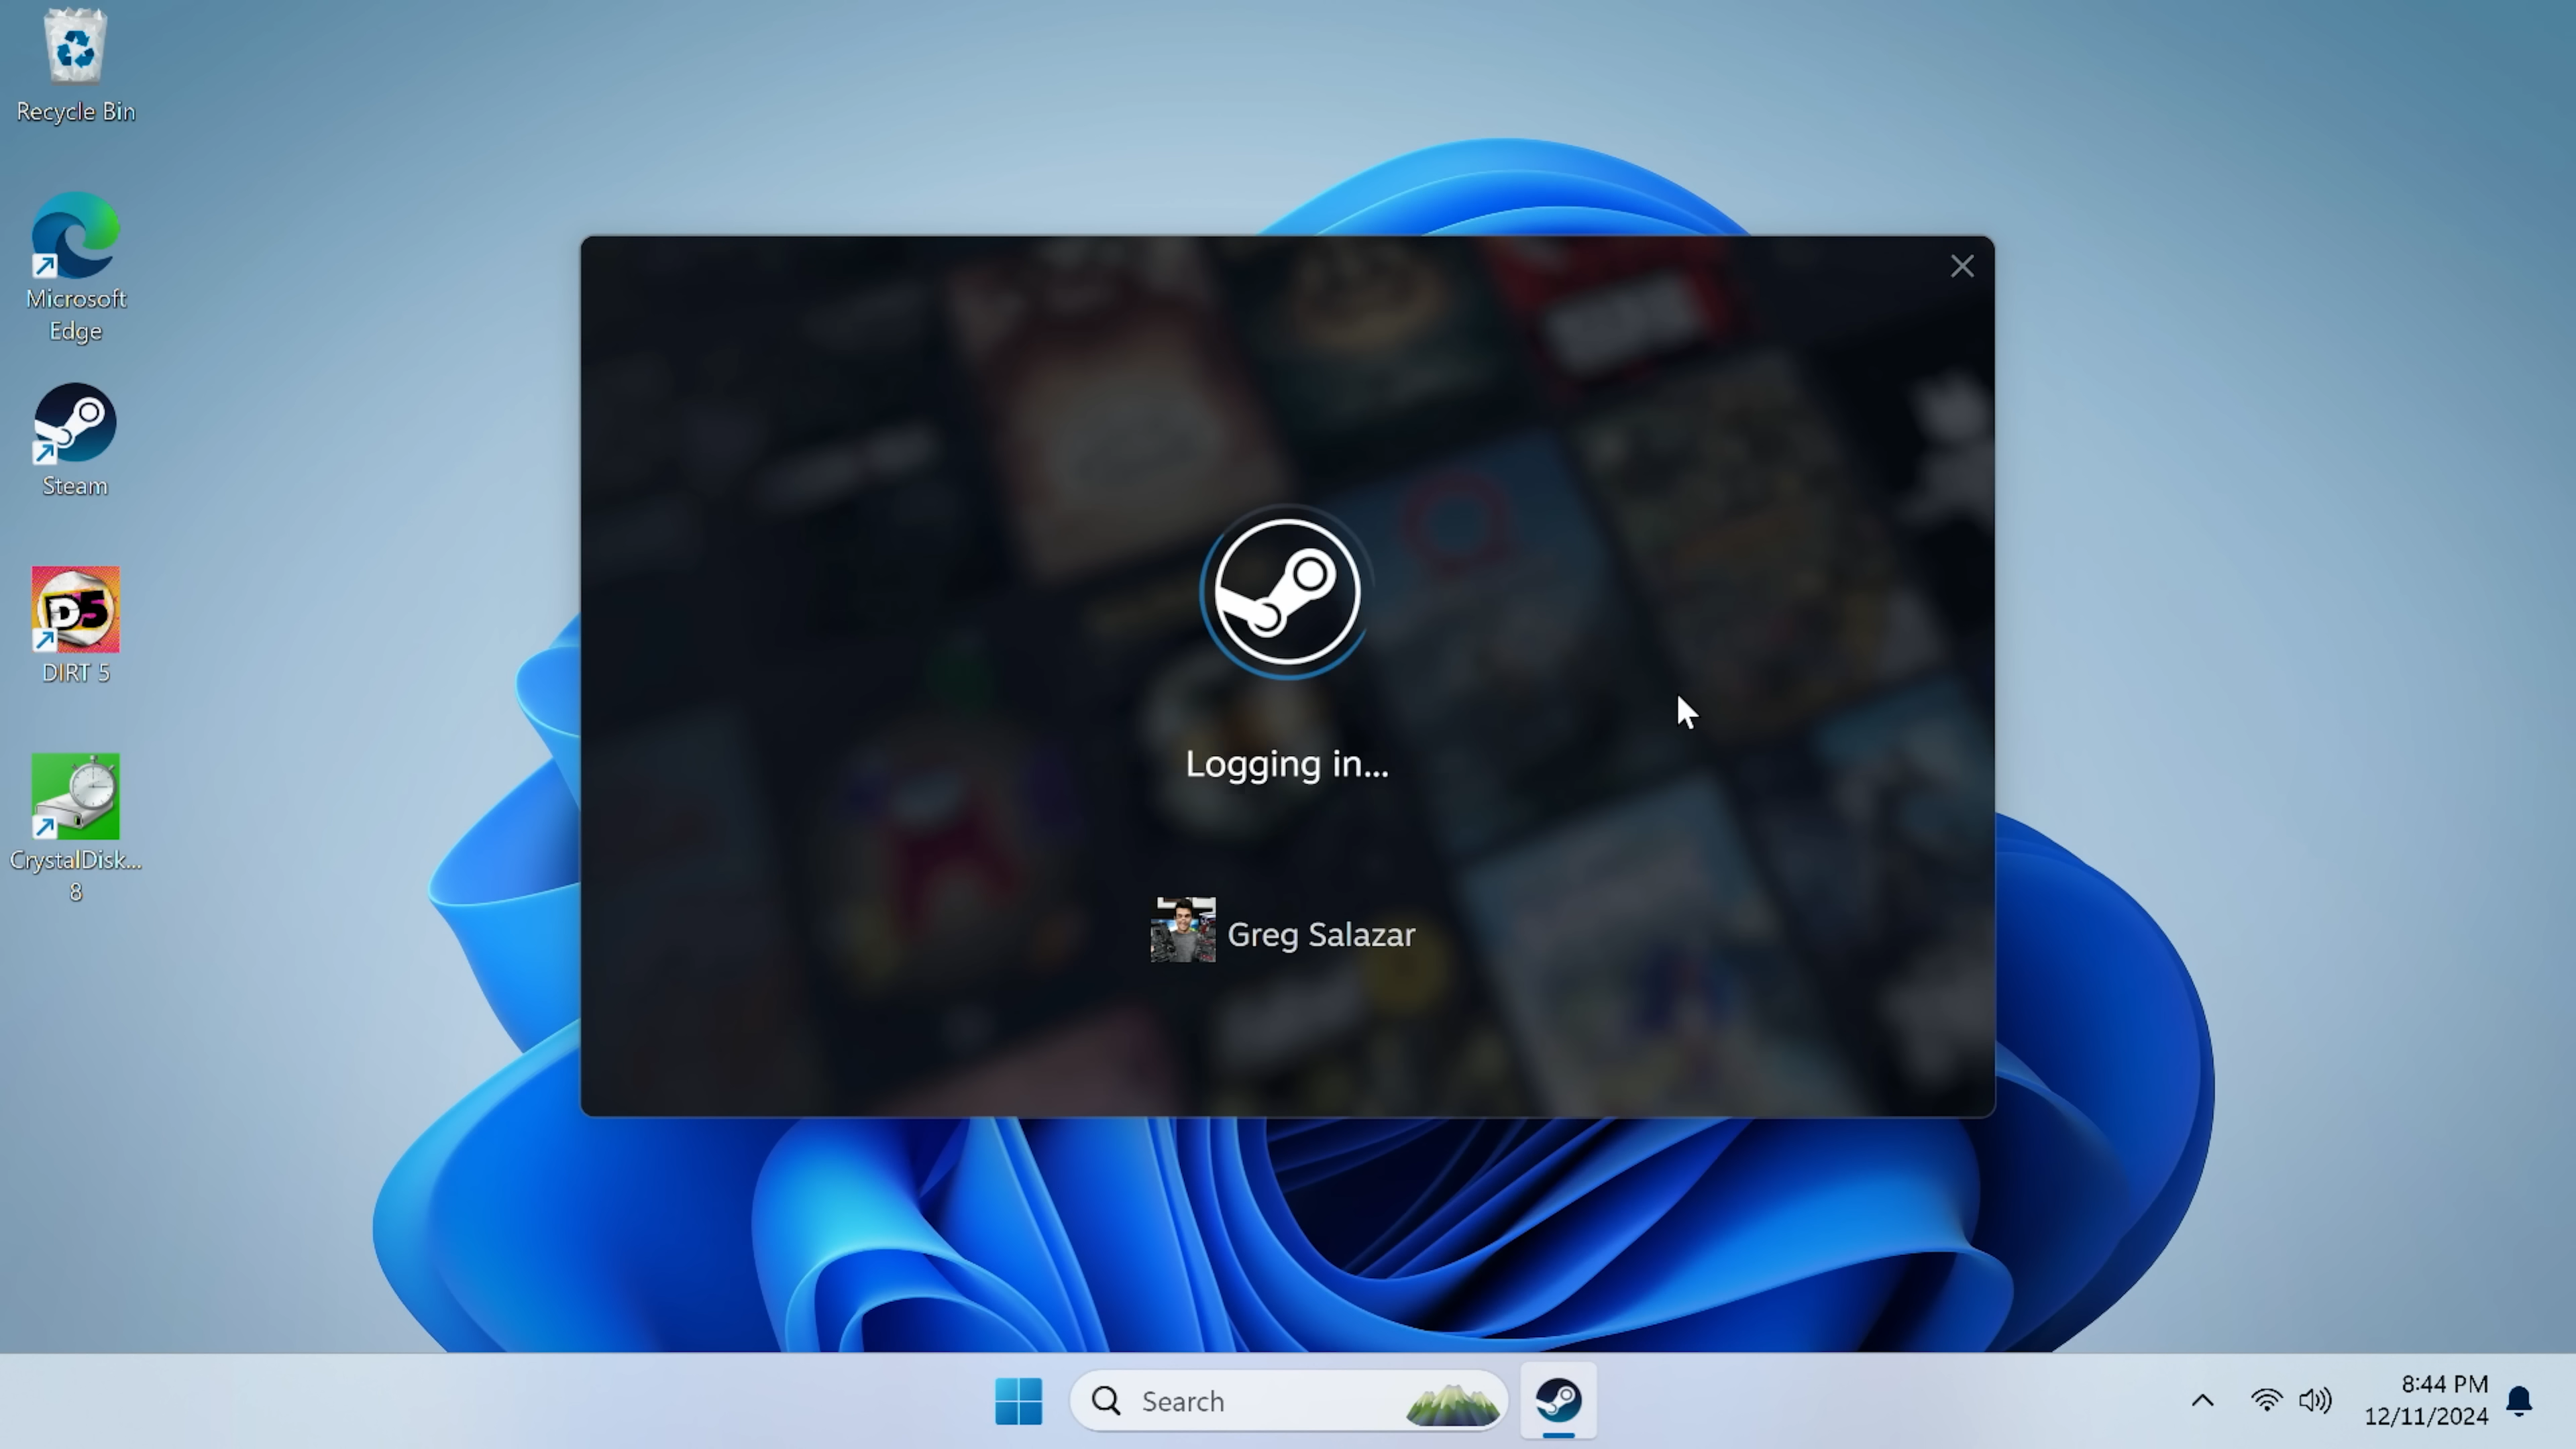 Recycle Bin
Microsoft
Edge
Steam
D5
DIRT 5
CrystalDisk...
8
Logging in...
Greg Salazar
Search
8:44 PM
12/11/2024